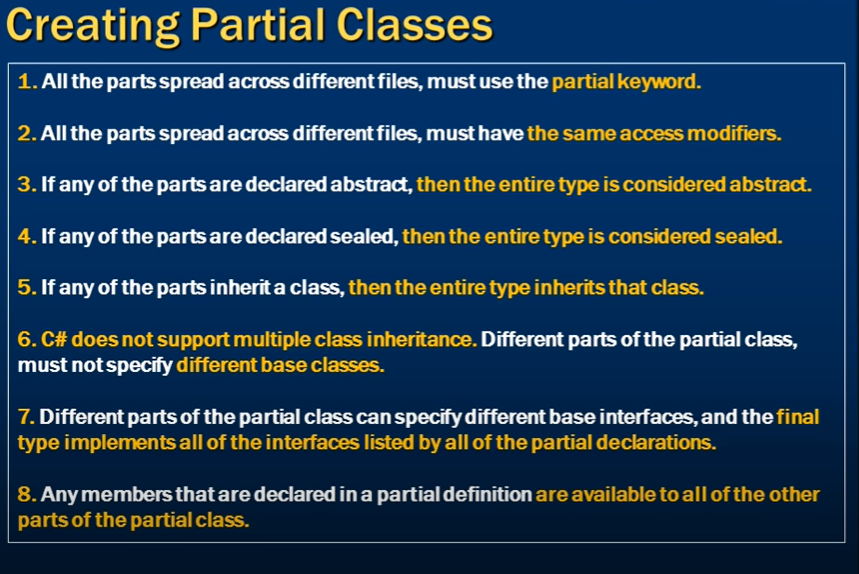 Creating Partial Classes
1. All the parts spread across different files, must use the partial keyword.
2. All the parts spread across different files, must have the same access modifiers.
3. If any of the parts are declared abstract, then the entire type is considered abstract.
4. If any of the parts are declared sealed, then the entire type is considered sealed.
5. If any of the parts inherit a class, then the entire type inherits that class.
6. C# does not support multiple class inheritance. Different parts of the partial class,
must not specify different base classes.
7. Different parts of the partial class can specify different base interfaces, and the final
type implements all of the interfaces listed by all of the partial declarations.
8. Any members that are declared in a partial definition are available to all of the other
parts of the partial class.